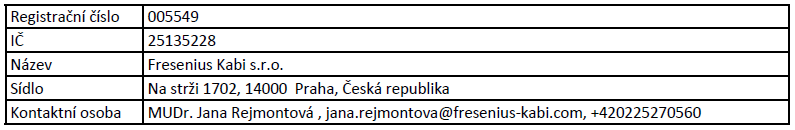 Registrační číslo 005549
IČ 25135228
Název Fresenius Kabi s.r.o.
Sídlo Na strži 1702, 14000  Praha, Česká republika
Kontaktní osoba MUDr. Jana Rejmontová , jana.rejmontova@fresenius-kabi.com, +420225270560